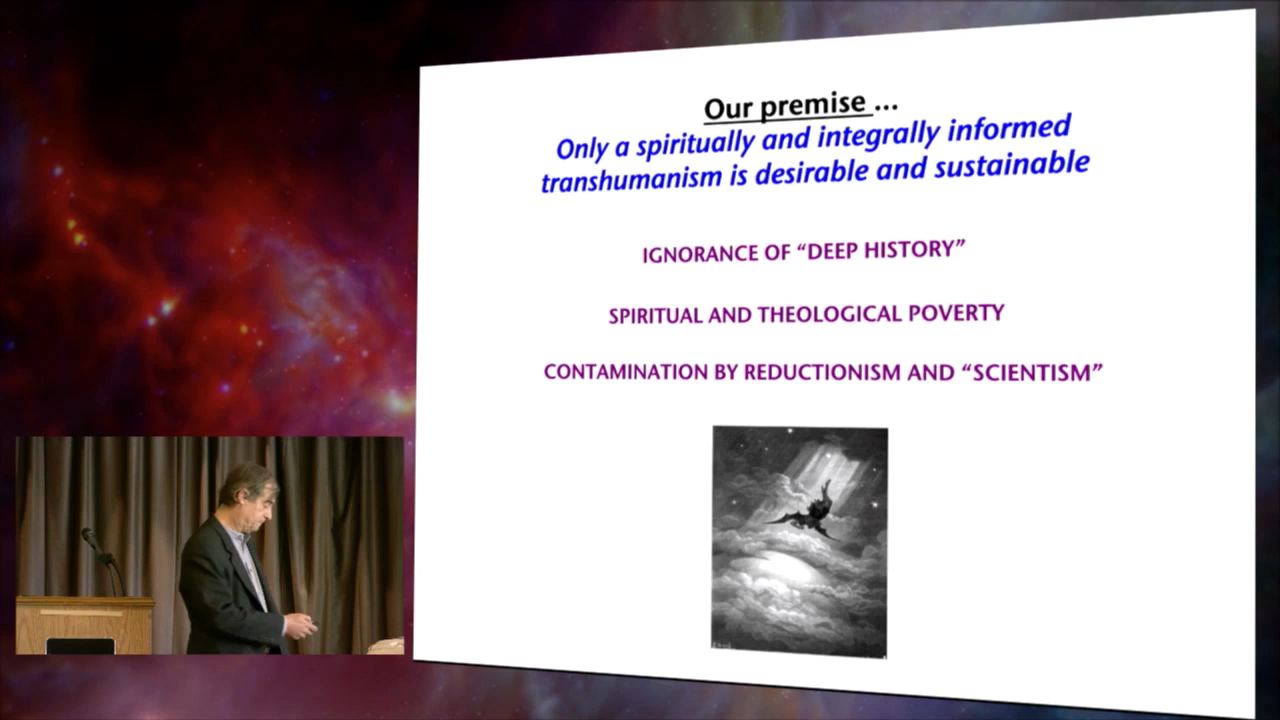 Our premise ...
Only a spiritually and integrally informed
transhumanism is desirable and sustainable
IGNORANCE OF “DEEP HISTORY”
SPIRITUAL AND THEOLOGICAL POVERTY
CONTAMINATION BY REDUCTIONISM AND “SCIENTISM”